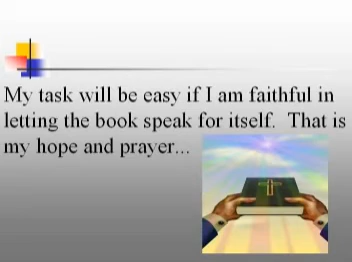 My task will be easy if I am faithful in
letting the book speak for itself.  That is
my hope and prayer...